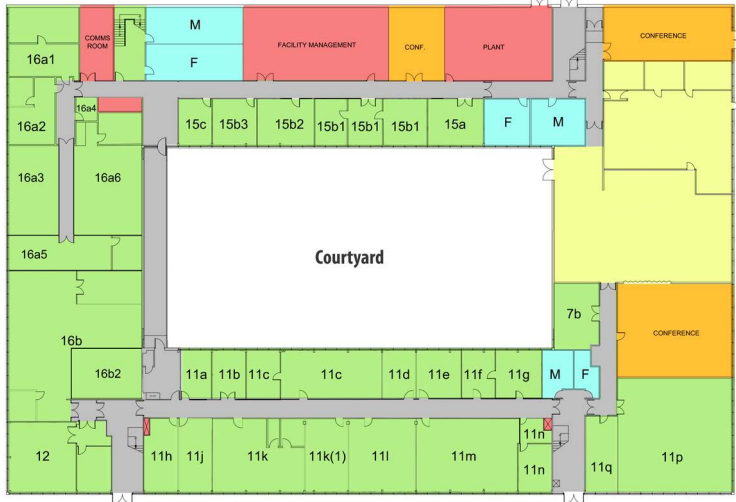 M
COMMS
ROOM
FACILITY MANAGEMENT
CONF.
PLANT
CONFERENCE
16a1
F
16a4
16a2
15c
15b3
15b2
15b1
15b1
15b1
15a
F
M
16a3
16a6
16a5
Courtyard
7b
16b
CONFERENCE
16b2
11a
11b
11c
11c
11d
11e
11f
11g
M
F
12
11h
11j
11k
11k(1)
11l
11m
11n
11n
11q
11p